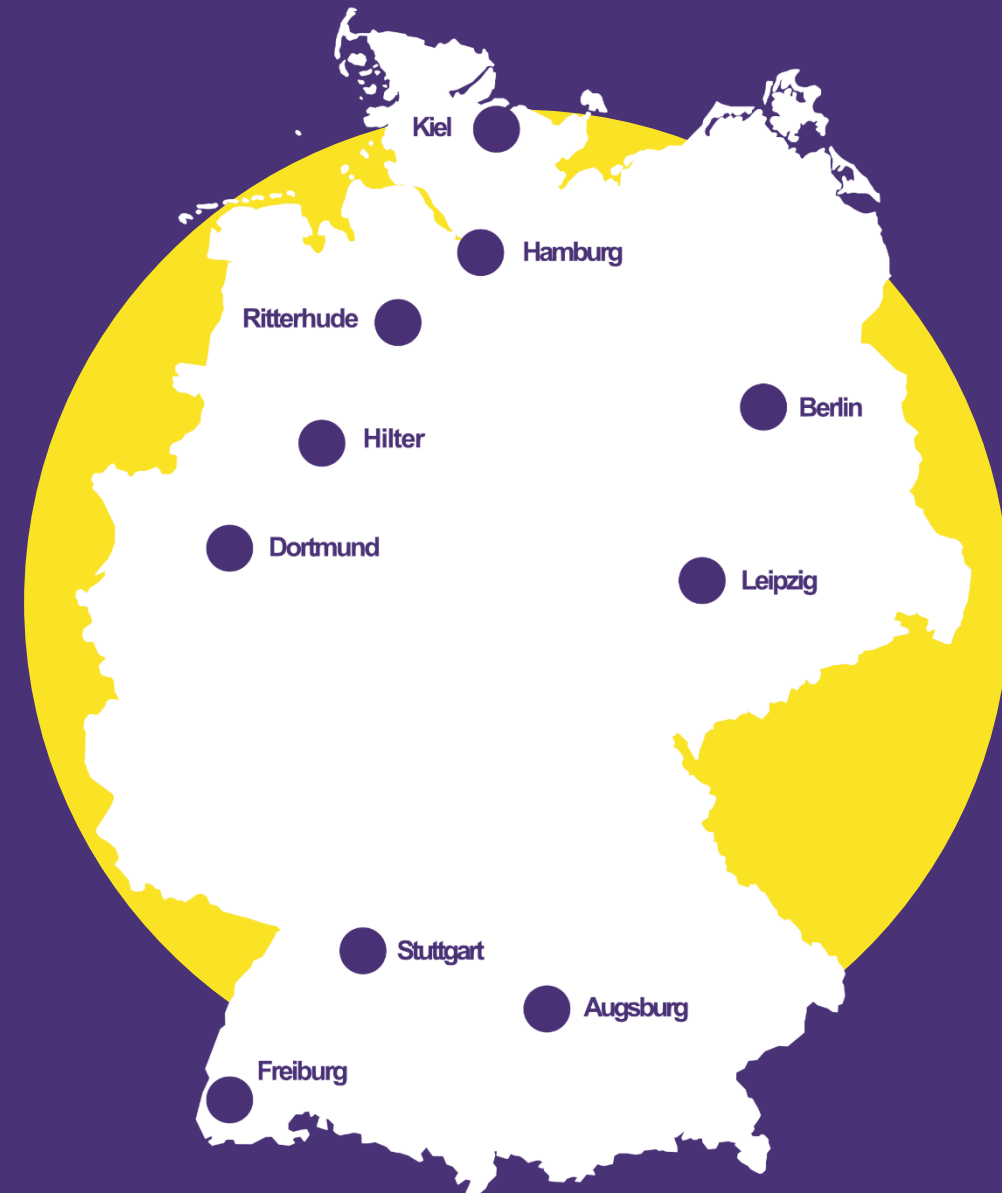 Kiel
Hamburg
Ritterhude
Berlin
Hilter
Dortmund
Leipzig
Stuttgart
Augsburg
Freiburg